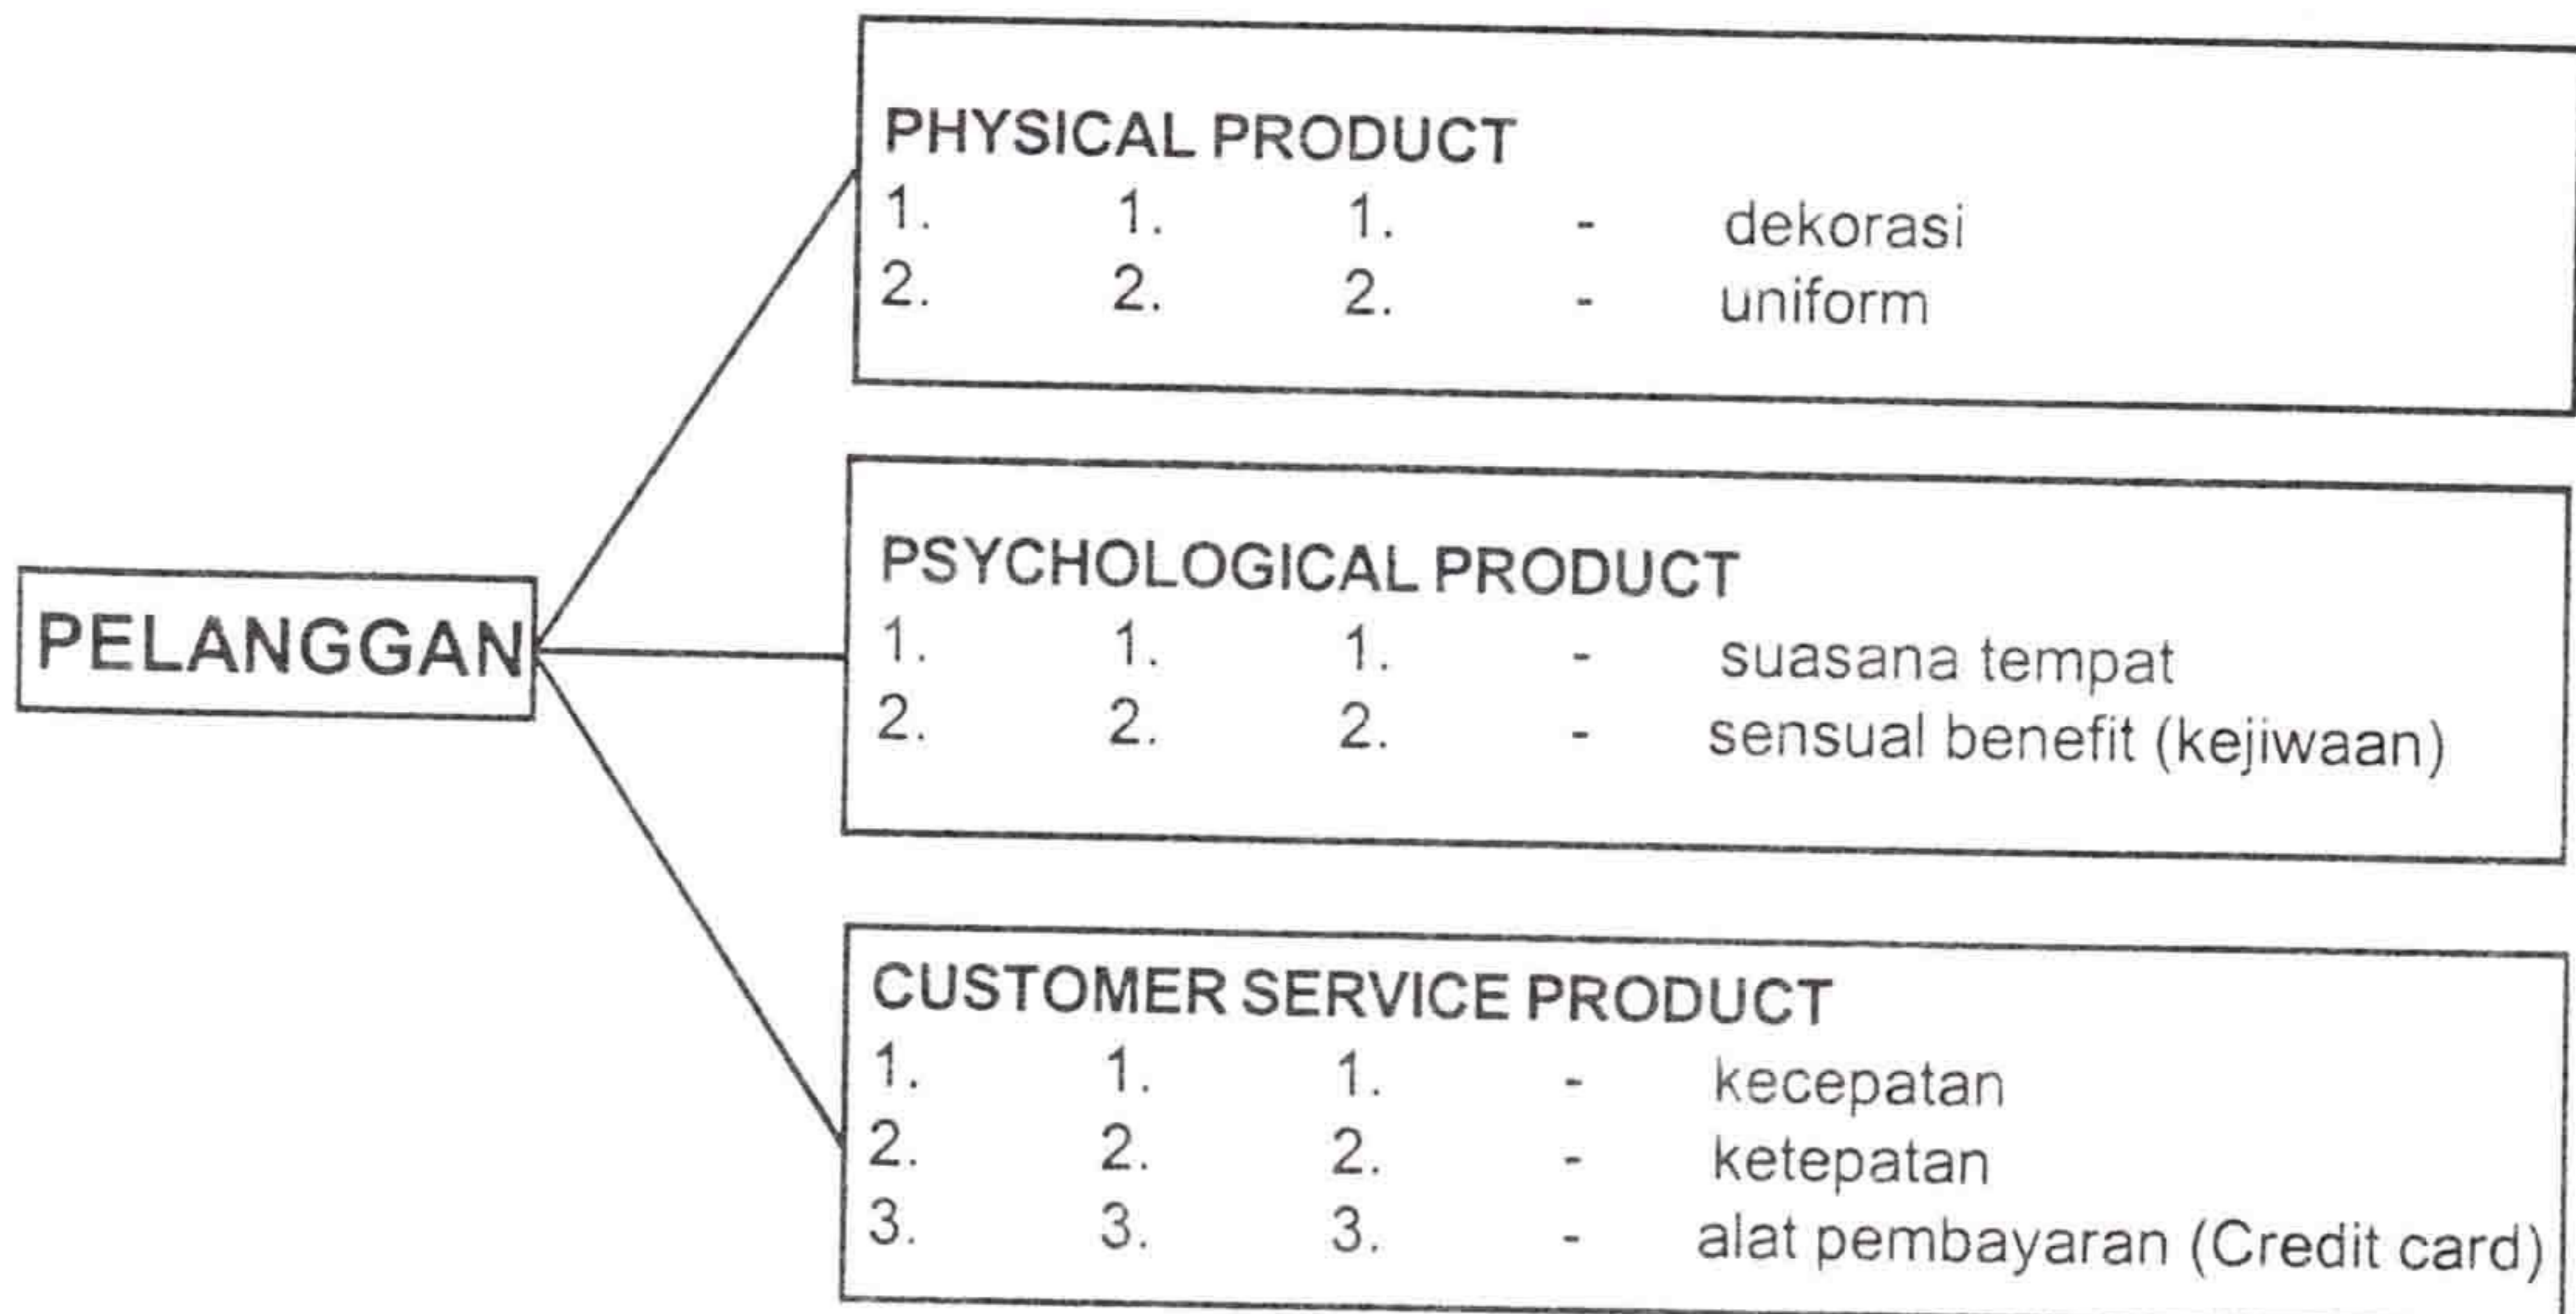 PHYSICAL PRODUCT
1. 1. 1. - dekorasi
2. 2. 2. - uniform
PELANGGAN
PSYCHOLOGICAL PRODUCT
1. 1. 1. - suasana tempat
2. 2. 2. - sensual benefit (kejiwaan)
CUSTOMER SERVICE PRODUCT
1. 1. 1. - kecepatan
2. 2. 2. - ketepatan
3. 3. 3. - alat pembayaran (Credit card)